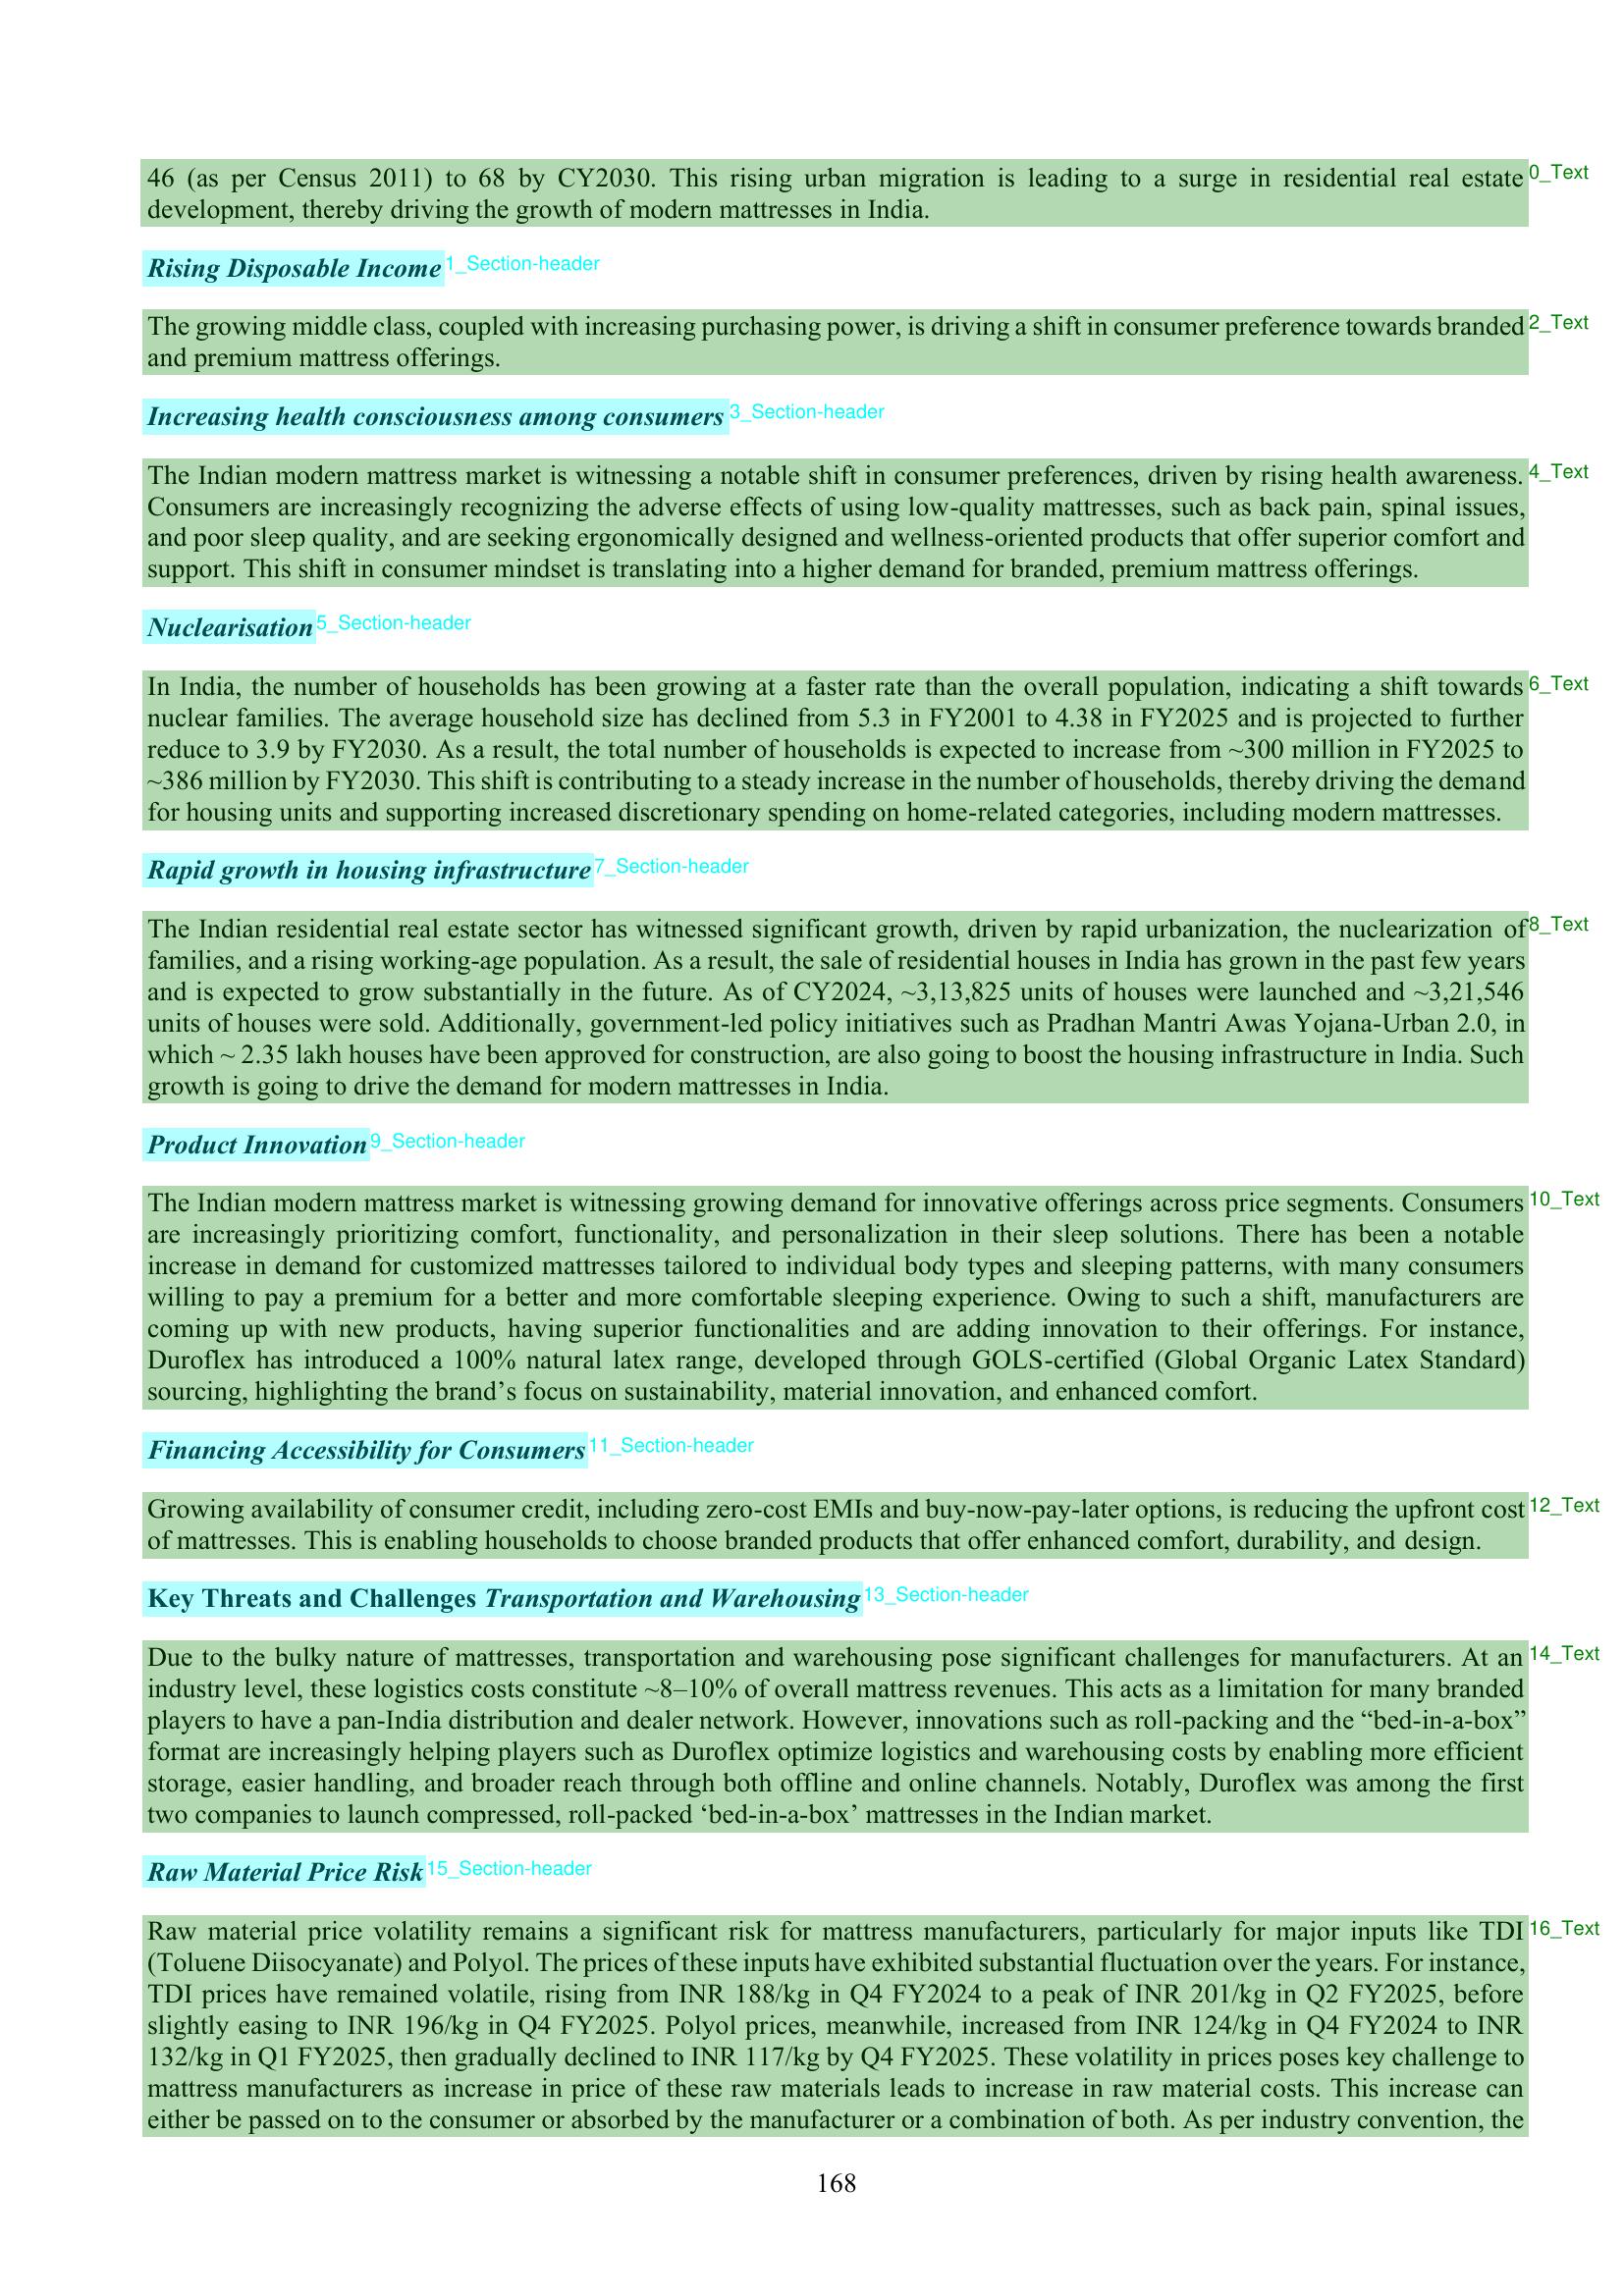 46 (as per Census 2011) to 68 by CY2030. This rising urban migration is leading to a surge in residential real estate 0_Text
development, thereby driving the growth of modern mattresses in India.
Rising Disposable Income 1_Section-header
The growing middle class, coupled with increasing purchasing power, is driving a shift in consumer preference towards branded 2_Text
and premium mattress offerings.
Increasing health consciousness among consumers 3_Section-header
The Indian modern mattress market is witnessing a notable shift in consumer preferences, driven by rising health awareness. 4_Text
Consumers are increasingly recognizing the adverse effects of using low-quality mattresses, such as back pain, spinal issues,
and poor sleep quality, and are seeking ergonomically designed and wellness-oriented products that offer superior comfort and
support. This shift in consumer mindset is translating into a higher demand for branded, premium mattress offerings.
Nuclearisation 5_Section-header
In India, the number of households has been growing at a faster rate than the overall population, indicating a shift towards 6_Text
nuclear families. The average household size has declined from 5.3 in FY2001 to 4.38 in FY2025 and is projected to further
reduce to 3.9 by FY2030. As a result, the total number of households is expected to increase from ~300 million in FY2025 to
~386 million by FY2030. This shift is contributing to a steady increase in the number of households, thereby driving the demand
for housing units and supporting increased discretionary spending on home-related categories, including modern mattresses.
Rapid growth in housing infrastructure 7_Section-header
The Indian residential real estate sector has witnessed significant growth, driven by rapid urbanization, the nuclearization of 8_Text
families, and a rising working-age population. As a result, the sale of residential houses in India has grown in the past few years
and is expected to grow substantially in the future. As of CY2024, ~3,13,825 units of houses were launched and ~3,21,546
units of houses were sold. Additionally, government-led policy initiatives such as Pradhan Mantri Awas Yojana-Urban 2.0, in
which ~ 2.35 lakh houses have been approved for construction, are also going to boost the housing infrastructure in India. Such
growth is going to drive the demand for modern mattresses in India.
Product Innovation 9_Section-header
The Indian modern mattress market is witnessing growing demand for innovative offerings across price segments. Consumers 10_Text
are increasingly prioritizing comfort, functionality, and personalization in their sleep solutions. There has been a notable
increase in demand for customized mattresses tailored to individual body types and sleeping patterns, with many consumers
willing to pay a premium for a better and more comfortable sleeping experience. Owing to such a shift, manufacturers are
coming up with new products, having superior functionalities and are adding innovation to their offerings. For instance,
Duroflex has introduced a 100% natural latex range, developed through GOLS-certified (Global Organic Latex Standard)
sourcing, highlighting the brand’s focus on sustainability, material innovation, and enhanced comfort.
Financing Accessibility for Consumers 11_Section-header
Growing availability of consumer credit, including zero-cost EMIs and buy-now-pay-later options, is reducing the upfront cost 12_Text
of mattresses. This is enabling households to choose branded products that offer enhanced comfort, durability, and design.
Key Threats and Challenges Transportation and Warehousing 13_Section-header
Due to the bulky nature of mattresses, transportation and warehousing pose significant challenges for manufacturers. At an 14_Text
industry level, these logistics costs constitute ~8–10% of overall mattress revenues. This acts as a limitation for many branded
players to have a pan-India distribution and dealer network. However, innovations such as roll-packing and the “bed-in-a-box”
format are increasingly helping players such as Duroflex optimize logistics and warehousing costs by enabling more efficient
storage, easier handling, and broader reach through both offline and online channels. Notably, Duroflex was among the first
two companies to launch compressed, roll-packed ‘bed-in-a-box’ mattresses in the Indian market.
Raw Material Price Risk 15_Section-header
Raw material price volatility remains a significant risk for mattress manufacturers, particularly for major inputs like TDI 16_Text
(Toluene Diisocyanate) and Polyol. The prices of these inputs have exhibited substantial fluctuation over the years. For instance,
TDI prices have remained volatile, rising from INR 188/kg in Q4 FY2024 to a peak of INR 201/kg in Q2 FY2025, before
slightly easing to INR 196/kg in Q4 FY2025. Polyol prices, meanwhile, increased from INR 124/kg in Q4 FY2024 to INR
132/kg in Q1 FY2025, then gradually declined to INR 117/kg by Q4 FY2025. These volatility in prices poses key challenge to
mattress manufacturers as increase in price of these raw materials leads to increase in raw material costs. This increase can
either be passed on to the consumer or absorbed by the manufacturer or a combination of both. As per industry convention, the
168